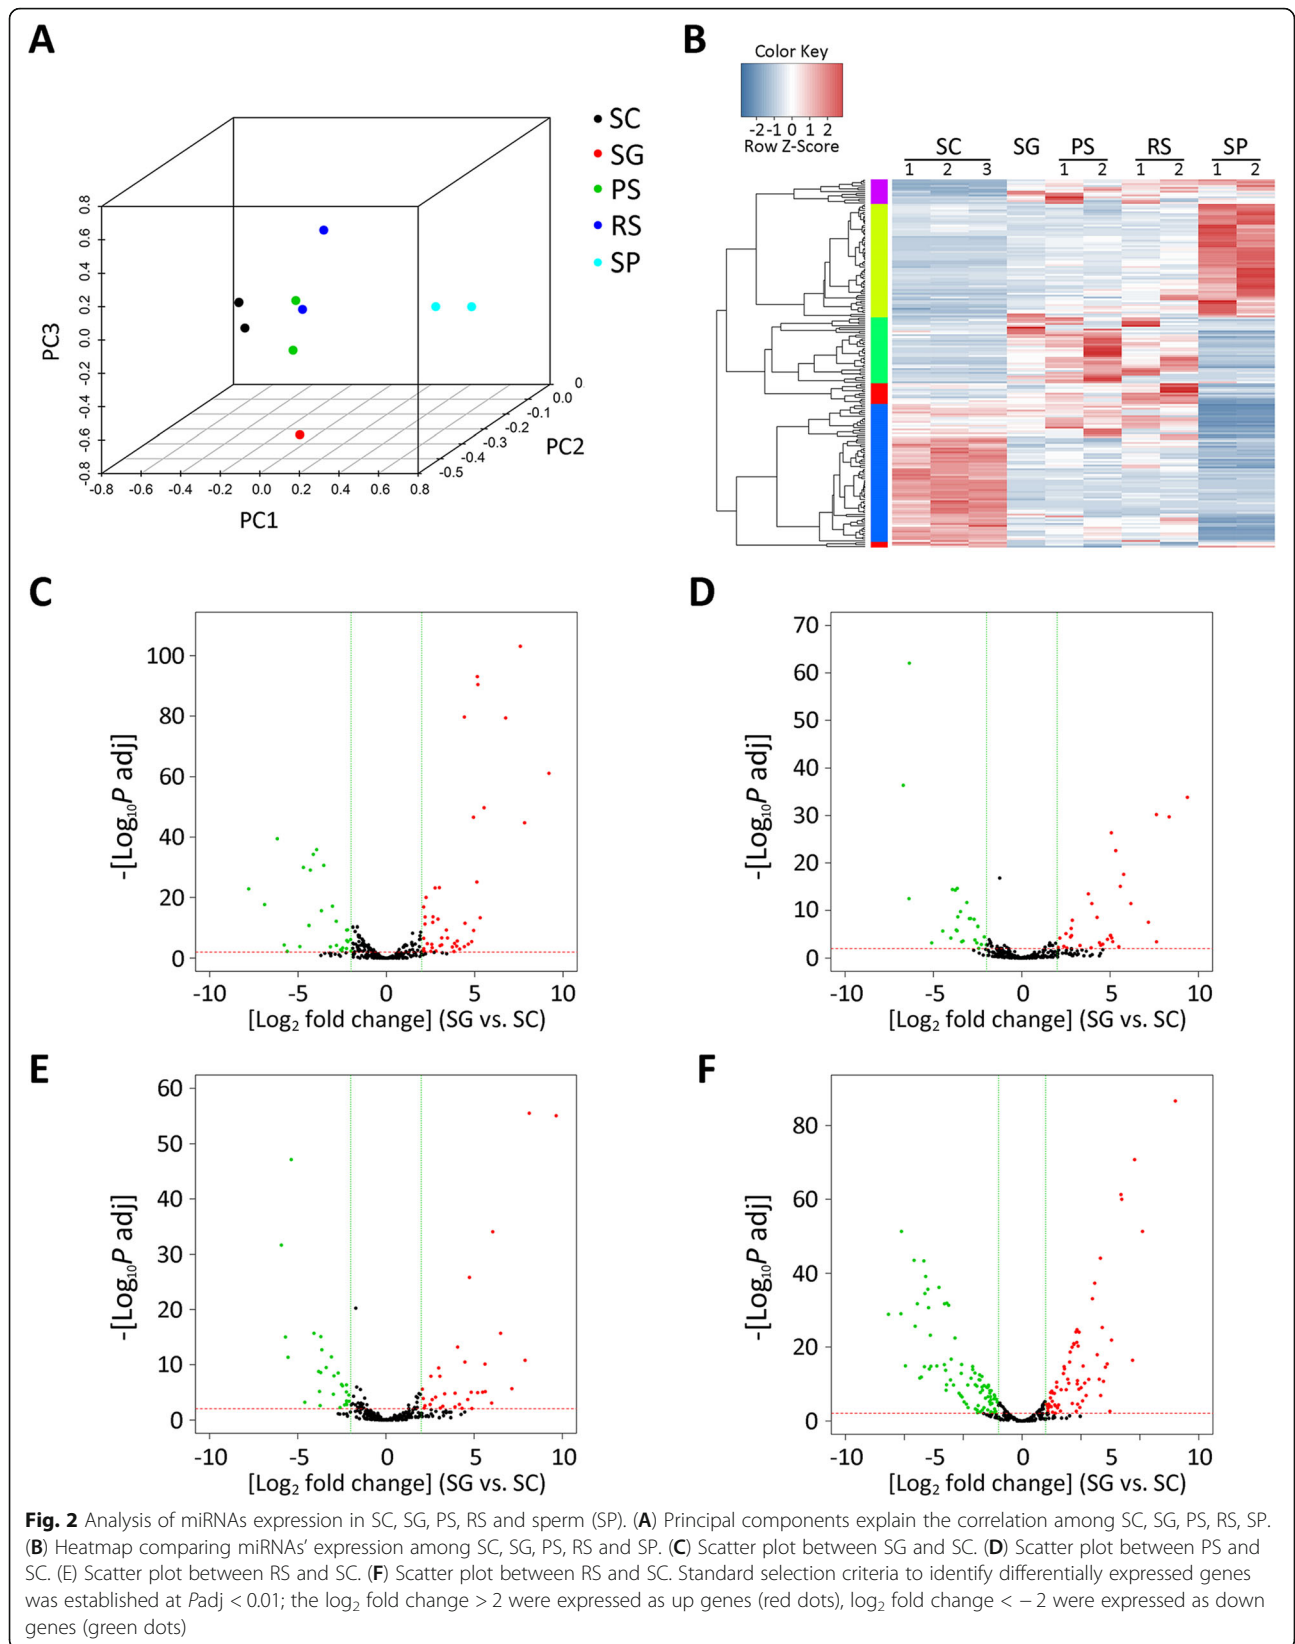 A
SC
SG
PS
RS
SP
0.8
0.6
0.4
0.2
0.0
-0.2
-0.4
-0.6
-0.8
PC3
-0.8 -0.6 -0.4 -0.2 0.0 0.2 0.4 0.6 0.8
PC1
-0.5
-0.4
-0.3
-0.2
-0.1
0.0
0
PC2
B
Color Key
-2 -1 0 1 2
Row Z-Score
SC SG PS RS SP
1 2 3 1 2 1 2 1 2
C
100
80
60
40
20
0
-[Log10P adj]
-10 -5 0 5 10
[Log2 fold change] (SG vs. SC)
D
70
60
50
40
30
20
10
0
-[Log10P adj]
-10 -5 0 5 10
[Log2 fold change] (SG vs. SC)
E
60
50
40
30
20
10
0
-[Log10P adj]
-10 -5 0 5 10
[Log2 fold change] (SG vs. SC)
F
80
60
40
20
0
-[Log10P adj]
-10 -5 0 5 10
[Log2 fold change] (SG vs. SC)
Fig. 2 Analysis of miRNAs expression in SC, SG, PS, RS and sperm (SP). (A) Principal components explain the correlation among SC, SG, PS, RS, SP.
(B) Heatmap comparing miRNAs' expression among SC, SG, PS, RS and SP. (C) Scatter plot between SG and SC. (D) Scatter plot between PS and
SC. (E) Scatter plot between RS and SC. (F) Scatter plot between RS and SC. Standard selection criteria to identify differentially expressed genes
was established at Padj < 0.01; the log2 fold change > 2 were expressed as up genes (red dots), log2 fold change < − 2 were expressed as down
genes (green dots)